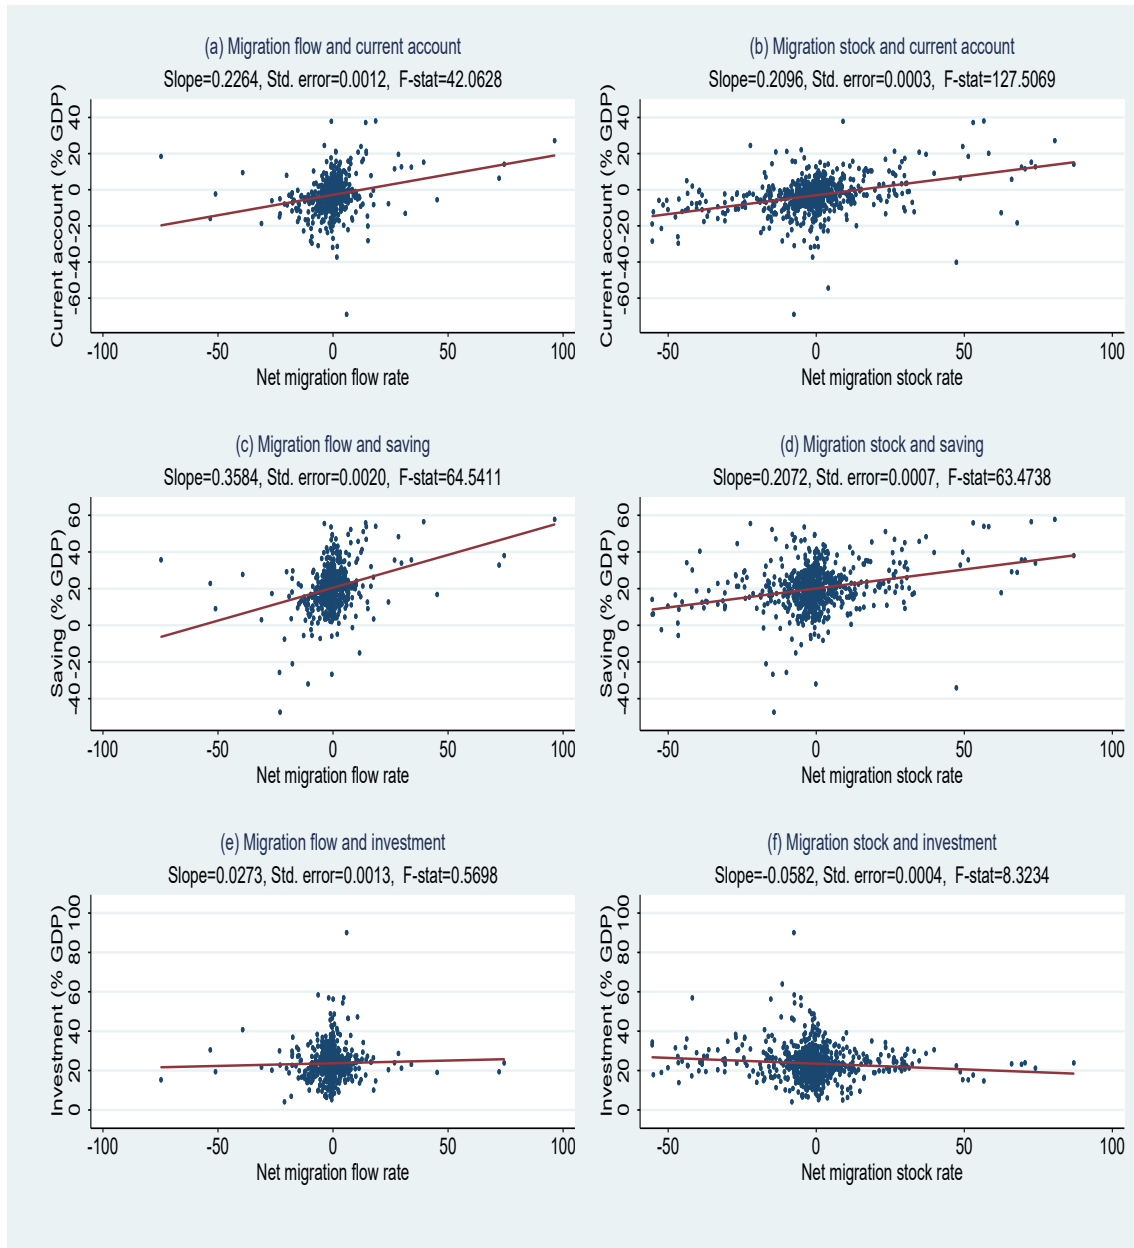 (a) Migration flow and current account
Slope=0.2264, Std. error=0.0012, F-stat=42.0628
Current account (% GDP)
40
20
0
-20
-40
-60
-100 -50 0 50 100
Net migration flow rate
(b) Migration stock and current account
Slope=0.2096, Std. error=0.0003, F-stat=127.5069
Current account (% GDP)
40
20
0
-20
-40
-60
-50 0 50 100
Net migration stock rate
(c) Migration flow and saving
Slope=0.3584, Std. error=0.0020, F-stat=64.5411
Saving (% GDP)
60
40
20
0
-20
-40
-100 -50 0 50 100
Net migration flow rate
(d) Migration stock and saving
Slope=0.2072, Std. error=0.0007, F-stat=63.4738
Saving (% GDP)
60
40
20
0
-20
-40
-50 0 50 100
Net migration stock rate
(e) Migration flow and investment
Slope=0.0273, Std. error=0.0013, F-stat=0.5698
Investment (% GDP)
100
80
60
40
20
0
-100 -50 0 50 100
Net migration flow rate
(f) Migration stock and investment
Slope=-0.0582, Std. error=0.0004, F-stat=8.3234
Investment (% GDP)
100
80
60
40
20
0
-50 0 50 100
Net migration stock rate